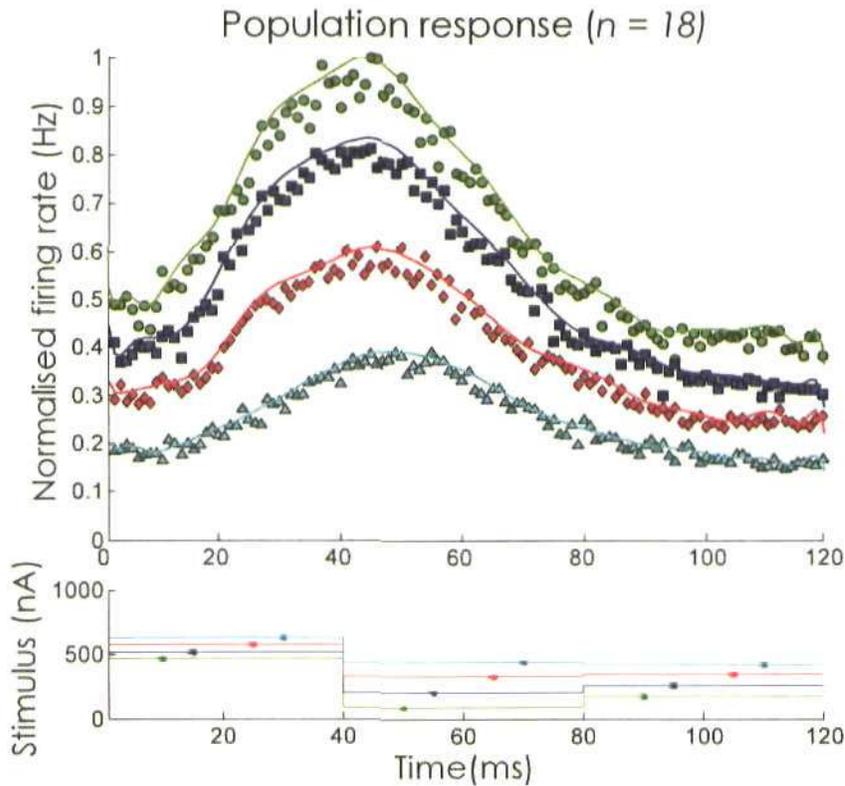 Population response (n = 18)
Normalised firing rate (Hz)
1
0.9
0.8
0.7
0.6
0.5
0.4
0.3
0.2
0.1
0
0 20 40 60 80 100 120
Stimulus (nA)
1000
500
0
20 40 60 80 100 120
Time(ms)